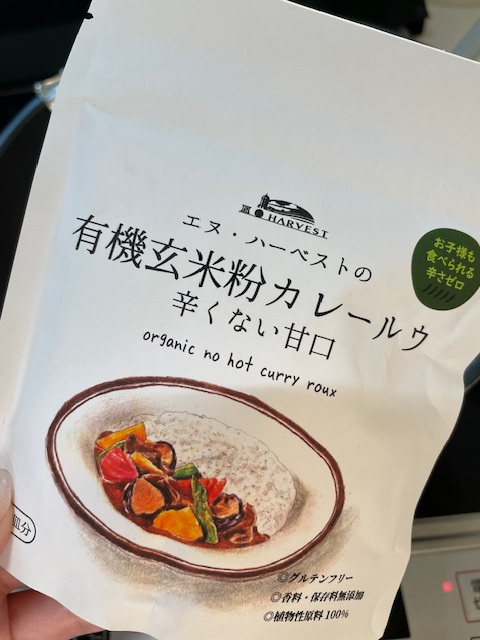 HARVEST
エヌ・ハーベストの
有機玄米粉カレールウ
辛くない甘口
organic no hot curry roux
お子様も
食べられる
辛さゼロ
皿分
◎グルテンフリー
◎香料・保存料無添加
◎植物性原料100%